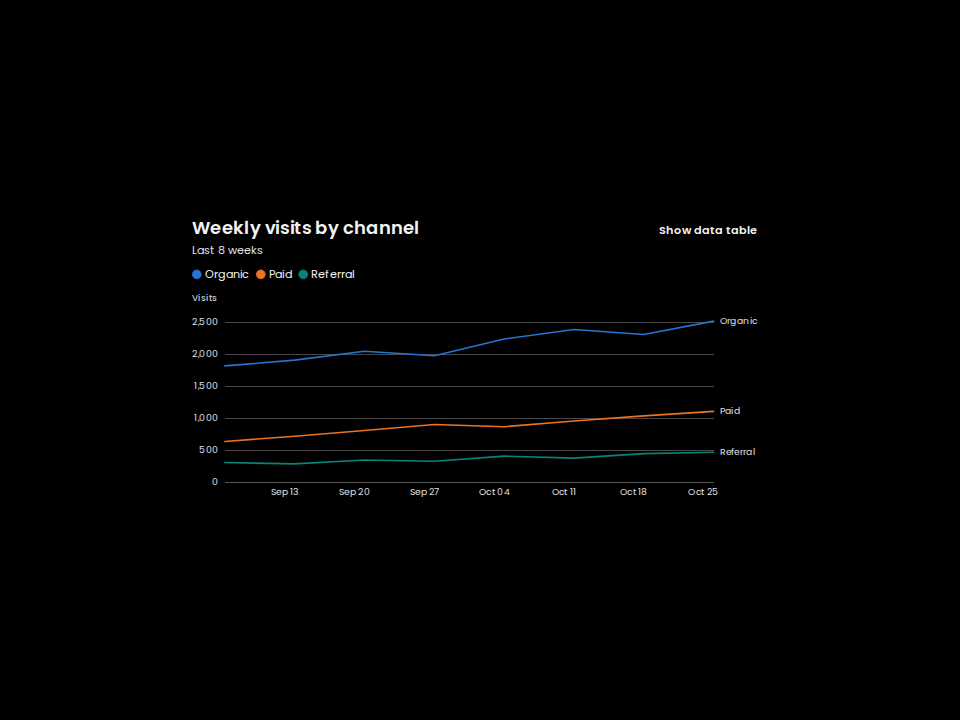 Weekly visits by channel
Show data table
Last 8 weeks
Organic Paid Referral
Visits
2,500
Organic
2,000
1,500
1,000
Paid
500
Referral
0
Sep 13 Sep 20 Sep 27 Oct 04 Oct 11 Oct 18 Oct 25